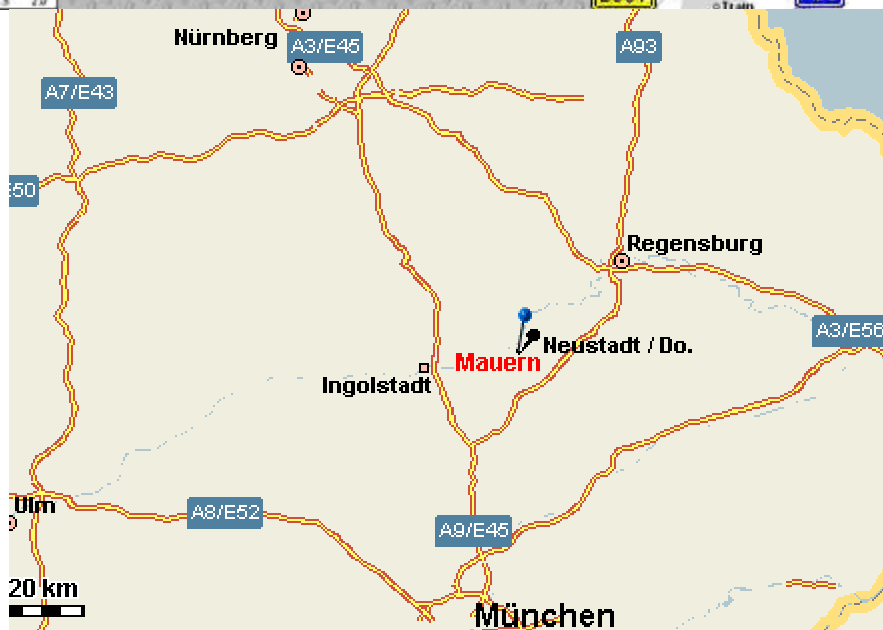 Train
Nürnberg
A3/E45
A93
A7/E43
E50
Regensburg
A3/E56
Neustadt / Do.
Mauern
Ingolstadt
Ulm
A8/E52
A9/E45
20 km
München